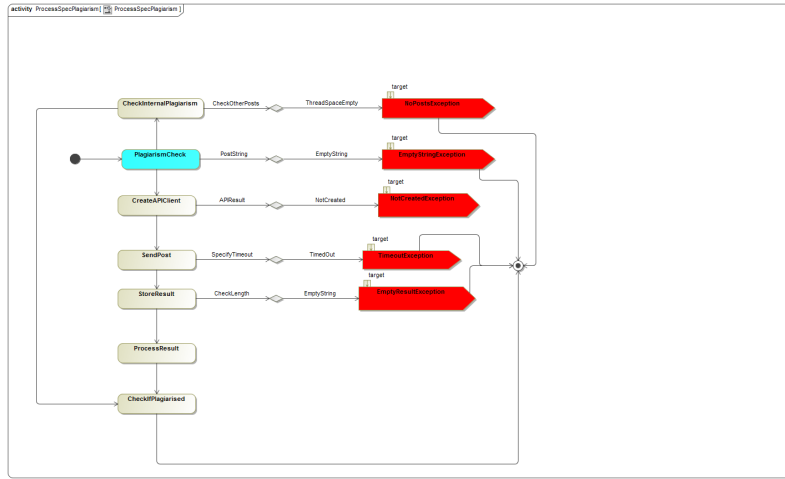 activity ProcessSpecPlagiarism[ ProcessSpecPlagiarism ]
target
CheckInternalPlagiarism CheckOtherPosts ThreadSpaceEmpty NoPostsException
target
PlagiarismCheck PostString EmptyString EmptyStringException
target
CreateAPIClient APIResult NotCreated NotCreatedException
target
SendPost SpecifyTimeout TimedOut TimeoutException
target
StoreResult CheckLength EmptyString EmptyResultException
ProcessResult
CheckIfPlagiarised